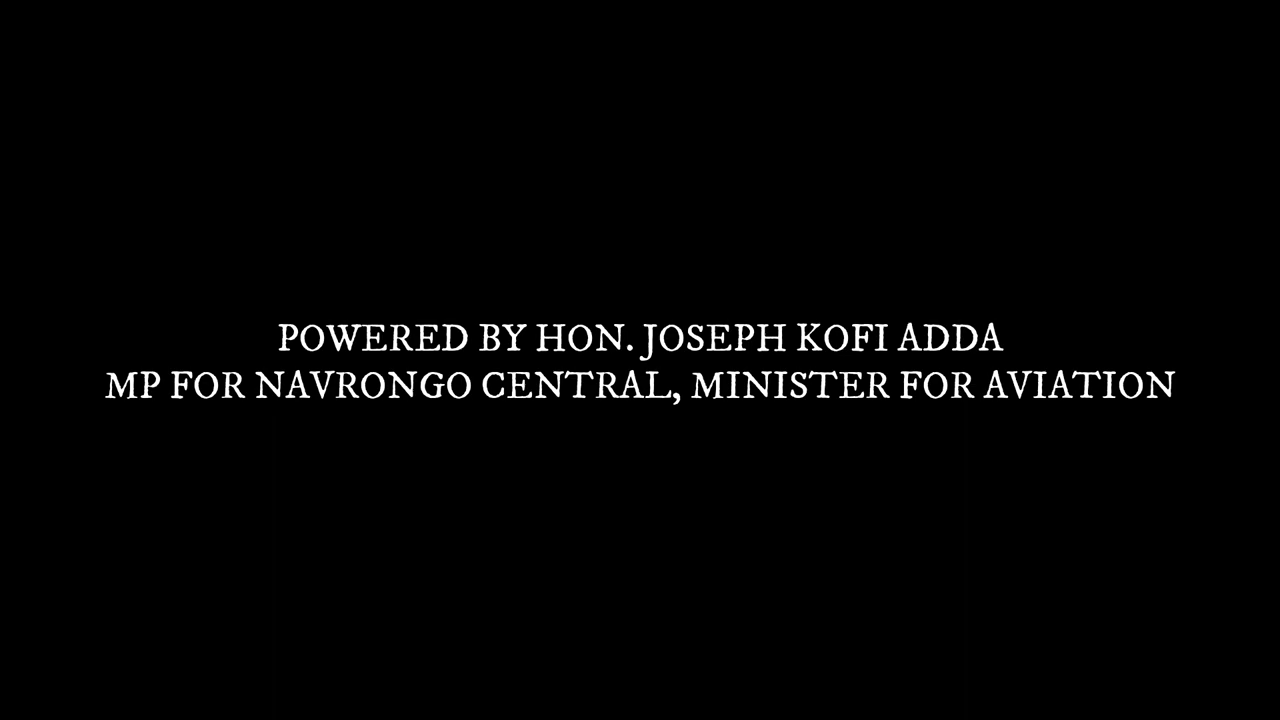 POWERED BY HON. JOSEPH KOFI ADDA
MP FOR NAVRONGO CENTRAL, MINISTER FOR AVIATION